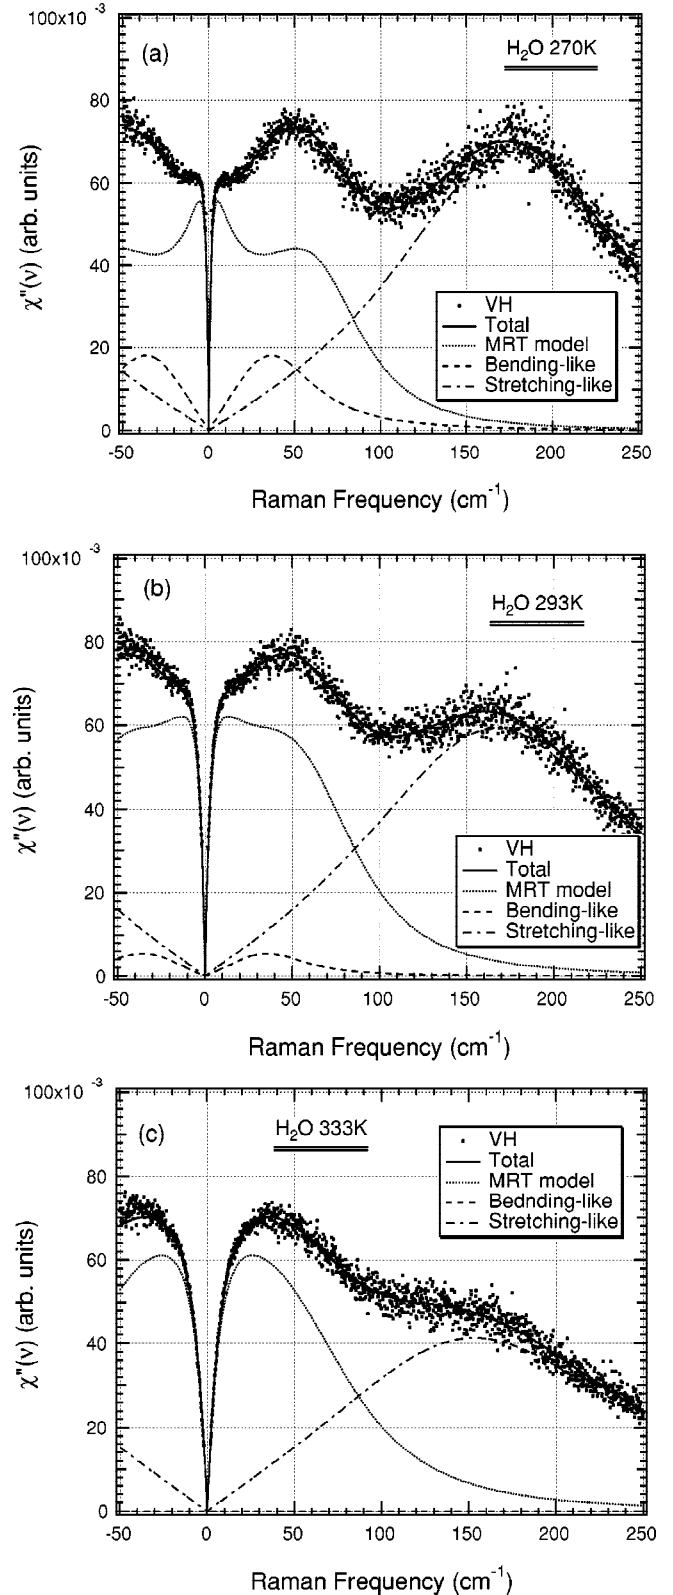 100x10⁻³
(a)
H₂O 270K
80
60
40
20
0
χ"(ν) (arb. units)
VH
Total
MRT model
Bending-like
Stretching-like
-50 0 50 100 150 200 250
Raman Frequency (cm⁻¹)
100x10⁻³
(b)
H₂O 293K
80
60
40
20
0
χ"(ν) (arb. units)
VH
Total
MRT model
Bending-like
Stretching-like
-50 0 50 100 150 200 250
Raman Frequency (cm⁻¹)
100x10⁻³
(c)
H₂O 333K
80
60
40
20
0
χ"(ν) (arb. units)
VH
Total
MRT model
Bednding-like
Stretching-like
-50 0 50 100 150 200 250
Raman Frequency (cm⁻¹)